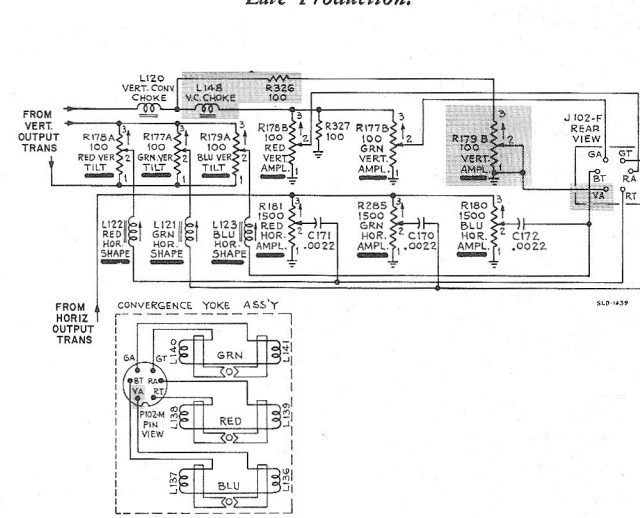 Late Production.
L120
VERT. CONV
CHOKE
L148
V.C. CHOKE
R326
100
FROM
VERT.
OUTPUT
TRANS
R178A
100
RED VER
TILT
R177A
100
GRN VER
TILT
R179A
100
BLU VER
TILT
R178B
100
RED
VERT.
AMPL.
R327
100
R177B
100
GRN
VERT.
AMPL.
R179B
100
VERT.
AMPL.
J102-F
REAR
VIEW
GA
GT
BT
RA
VA
RT
3
2
1
L122
RED
HOR.
SHAPE
L121
GRN
HOR.
SHAPE
L123
BLU
HOR.
SHAPE
R181
1500
RED
HOR.
AMPL.
C171
.0022
R285
1500
GRN
HOR.
AMPL.
C170
.0022
R180
1500
BLU
HOR.
AMPL.
C172
.0022
SLD-1639
FROM
HORIZ
OUTPUT
TRANS
CONVERGENCE YOKE ASS'Y
GA
GT
BT
RA
VA
RT
P102-M
PIN
VIEW
L140
GRN
L141
L138
RED
L139
L137
BLU
L136